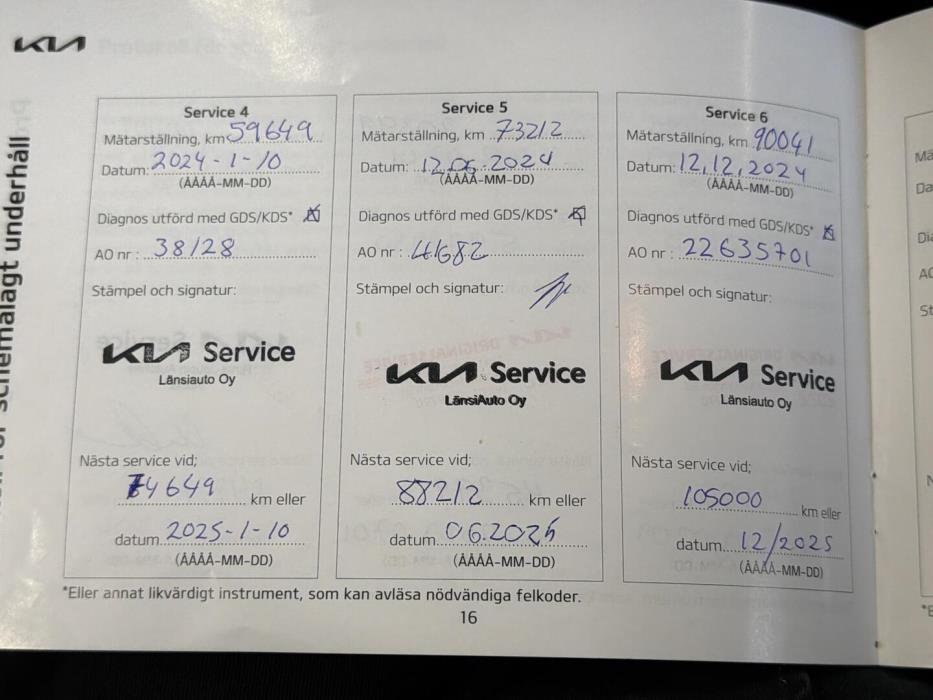 KIA
schemalagt underhåll
Service 4
Mätarställning, km 59649
Datum: 2024-1-10
(ÅÅÅÅ-MM-DD)
Diagnos utförd med GDS/KDS*
AO nr : 38128
Stämpel och signatur:
KIA Service
Länsiauto Oy
Nästa service vid;
74649 km eller
datum 2025-1-10
(ÅÅÅÅ-MM-DD)
Service 5
Mätarställning, km 73212
Datum: 12.06.2024
(ÅÅÅÅ-MM-DD)
Diagnos utförd med GDS/KDS*
AO nr : 41682
Stämpel och signatur:
KIA Service
LänsiAuto Oy
Nästa service vid;
88212 km eller
datum 06.2025
(ÅÅÅÅ-MM-DD)
Service 6
Mätarställning, km 90041
Datum: 12,12,2024
(ÅÅÅÅ-MM-DD)
Diagnos utförd med GDS/KDS*
AO nr : 22635701
Stämpel och signatur:
KIA Service
Länsiauto Oy
Nästa service vid;
105000 km eller
datum 12/2025
(ÅÅÅÅ-MM-DD)
*Eller annat likvärdigt instrument, som kan avläsa nödvändiga felkoder.
16